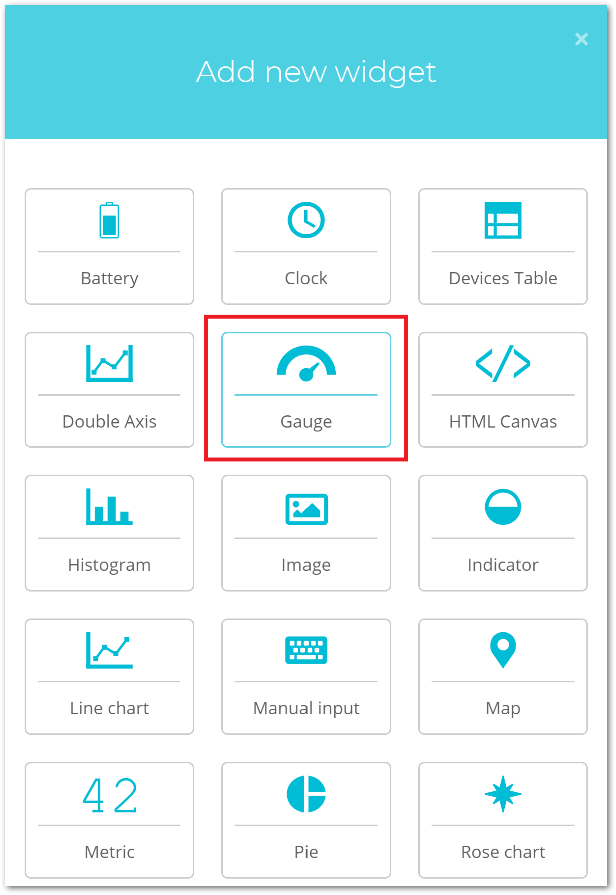 Add new widget
×
Battery
Clock
Devices Table
Double Axis
Gauge
</>
HTML Canvas
Histogram
Image
Indicator
Line chart
Manual input
Map
42
Metric
Pie
Rose chart